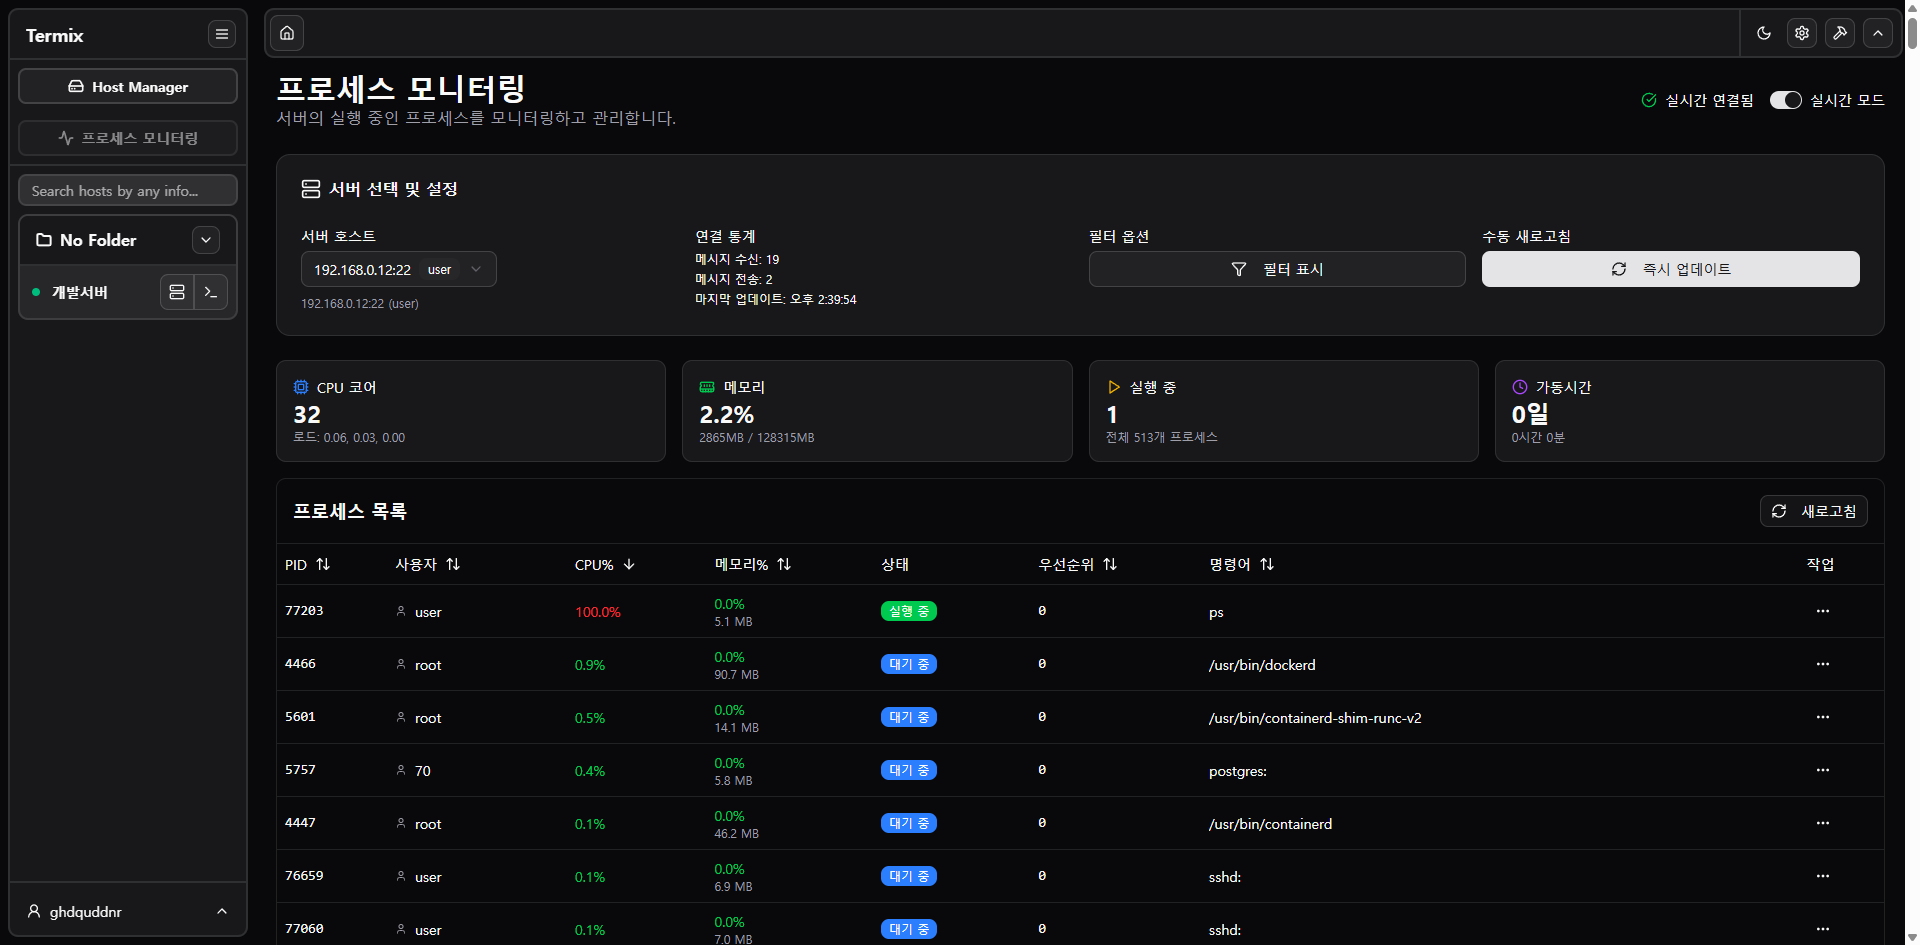 Termix
Host Manager
프로세스 모니터링
Search hosts by any info...
No Folder
개발서버
ghdquddnr
프로세스 모니터링
서버의 실행 중인 프로세스를 모니터링하고 관리합니다.
실시간 연결됨 실시간 모드
서버 선택 및 설정
서버 호스트
192.168.0.12:22 user
192.168.0.12:22 (user)
연결 통계
메시지 수신: 19
메시지 전송: 2
마지막 업데이트: 오후 2:39:54
필터 옵션
필터 표시
수동 새로고침
즉시 업데이트
CPU 코어
32
로드: 0.06, 0.03, 0.00
메모리
2.2%
2865MB / 128315MB
실행 중
1
전체 513개 프로세스
가동시간
0일
0시간 0분
프로세스 목록
새로고침
PID 사용자 CPU% 메모리% 상태 우선순위 명령어 작업
77203 user 100.0% 0.0% 실행 중 0 ps
5.1 MB
4466 root 0.9% 0.0% 대기 중 0 /usr/bin/dockerd
90.7 MB
5601 root 0.5% 0.0% 대기 중 0 /usr/bin/containerd-shim-runc-v2
14.1 MB
5757 70 0.4% 0.0% 대기 중 0 postgres:
5.8 MB
4447 root 0.1% 0.0% 대기 중 0 /usr/bin/containerd
46.2 MB
76659 user 0.1% 0.0% 대기 중 0 sshd:
6.9 MB
77060 user 0.1% 0.0% 대기 중 0 sshd:
7.0 MB